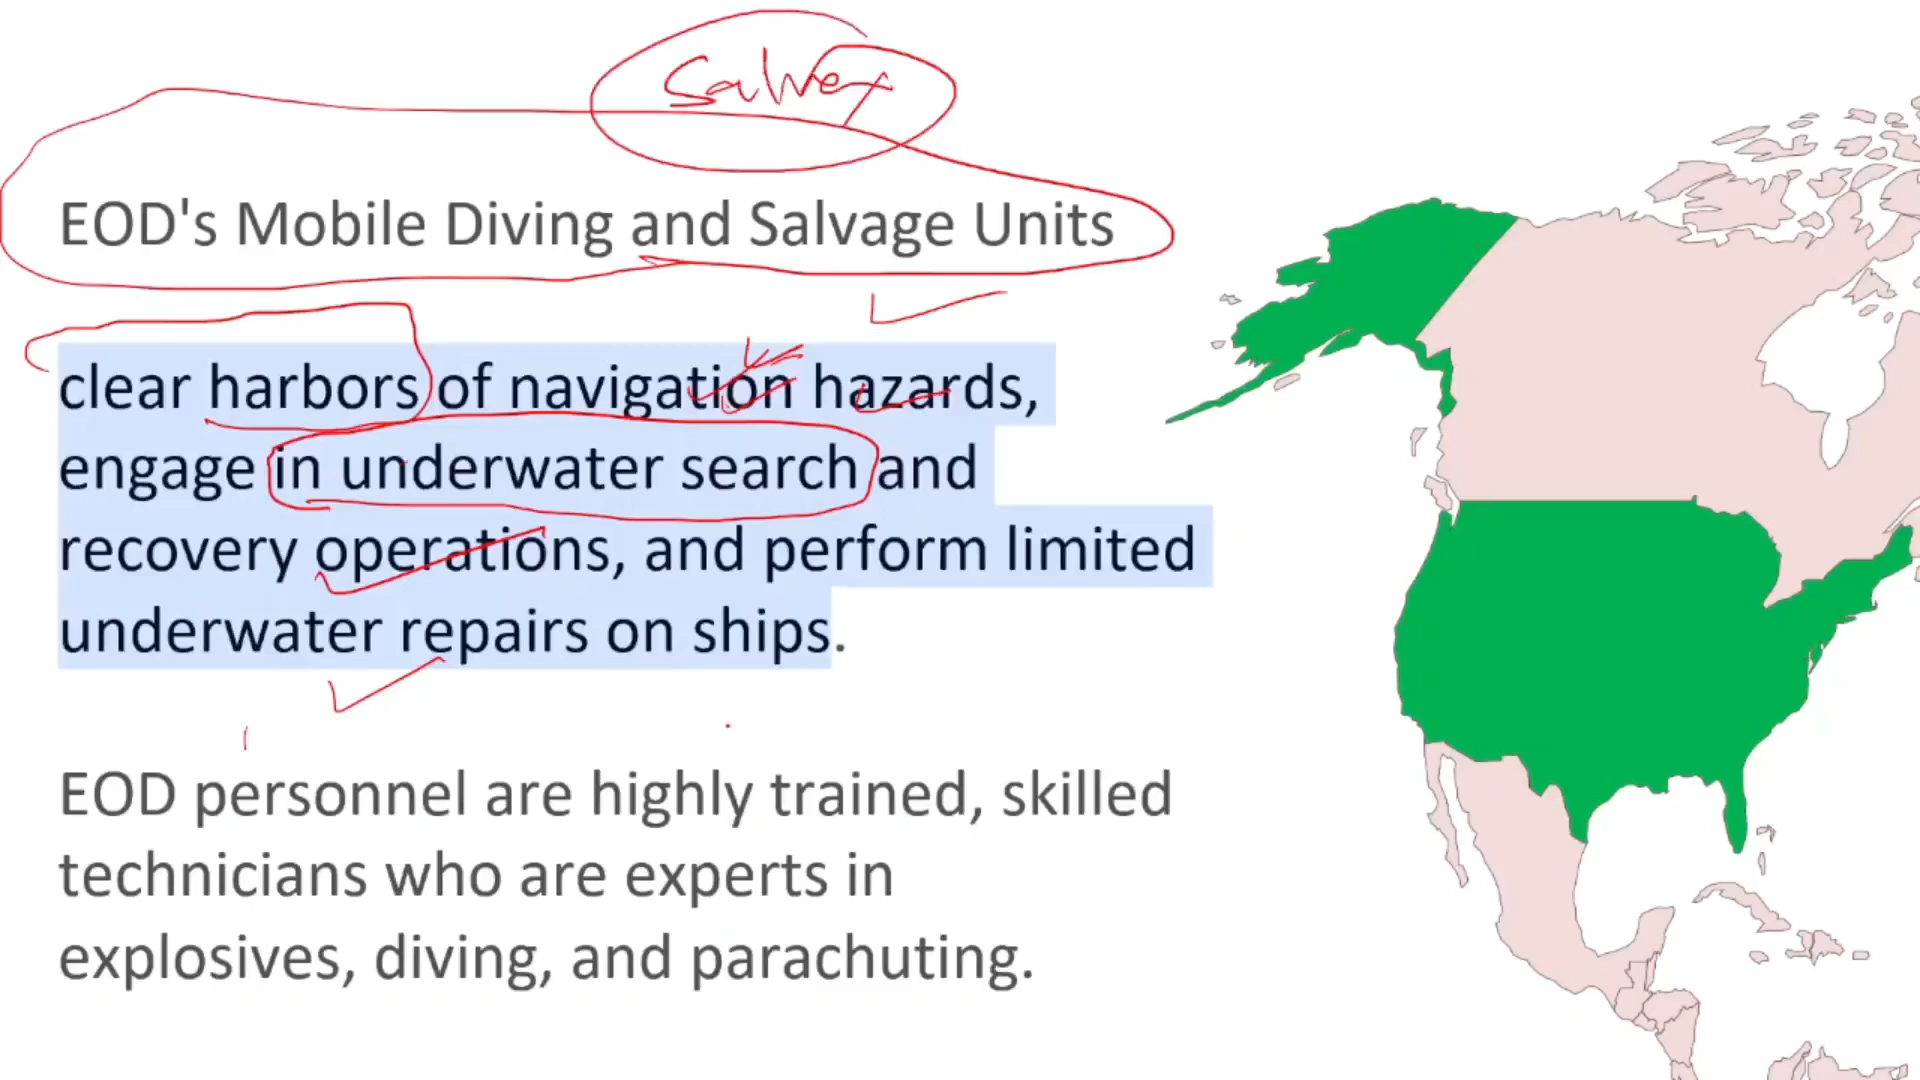 Salvex
EOD's Mobile Diving and Salvage Units
clear harbors of navigation hazards,
engage in underwater search and
recovery operations, and perform limited
underwater repairs on ships.
EOD personnel are highly trained, skilled
technicians who are experts in
explosives, diving, and parachuting.